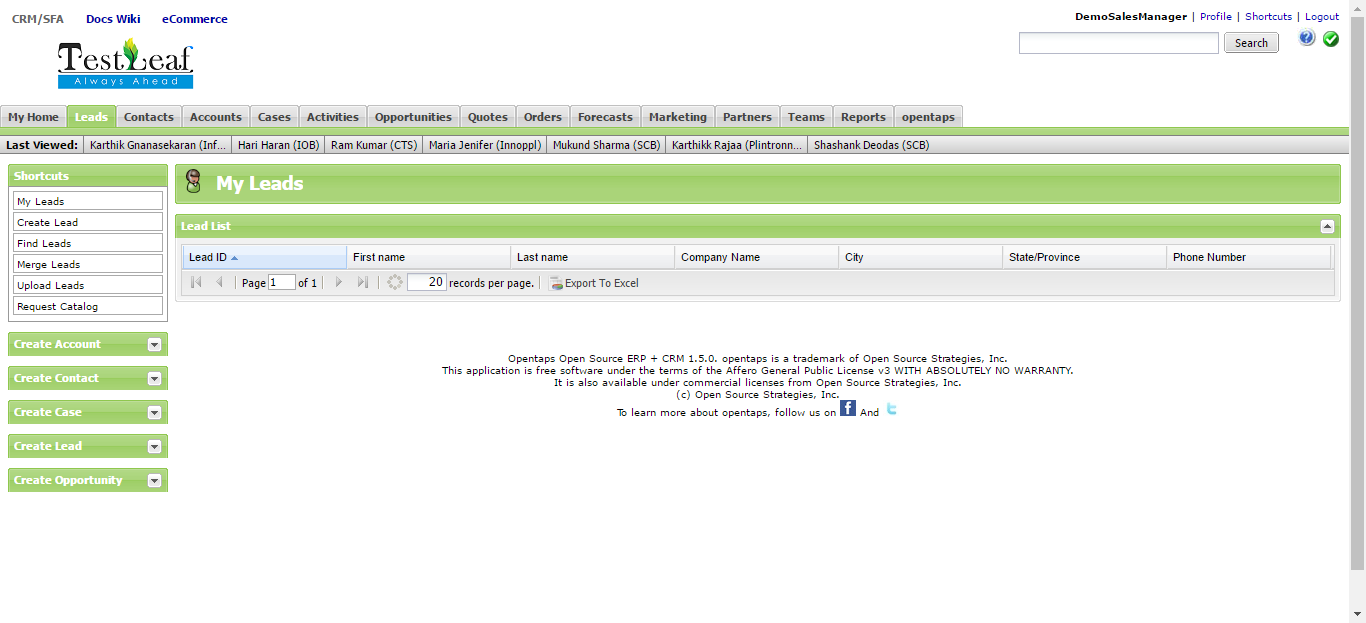 CRM/SFA Docs Wiki eCommerce
DemoSalesManager | Profile | Shortcuts | Logout
TestLeaf
Always Ahead
Search
My Home Leads Contacts Accounts Cases Activities Opportunities Quotes Orders Forecasts Marketing Partners Teams Reports opentaps
Last Viewed: Karthik Gnanasekaran (Inf... Hari Haran (IOB) Ram Kumar (CTS) Maria Jenifer (Innoppl) Mukund Sharma (SCB) Karthikk Rajaa (Plintronn... Shashank Deodas (SCB)
Shortcuts
My Leads
Create Lead
Find Leads
Merge Leads
Upload Leads
Request Catalog
Create Account
Create Contact
Create Case
Create Lead
Create Opportunity
My Leads
Lead List
Lead ID First name Last name Company Name City State/Province Phone Number
Page 1 of 1 20 records per page. Export To Excel
Opentaps Open Source ERP + CRM 1.5.0. opentaps is a trademark of Open Source Strategies, Inc.
This application is free software under the terms of the Affero General Public License v3 WITH ABSOLUTELY NO WARRANTY.
It is also available under commercial licenses from Open Source Strategies, Inc.
(c) Open Source Strategies, Inc.
To learn more about opentaps, follow us on f And t